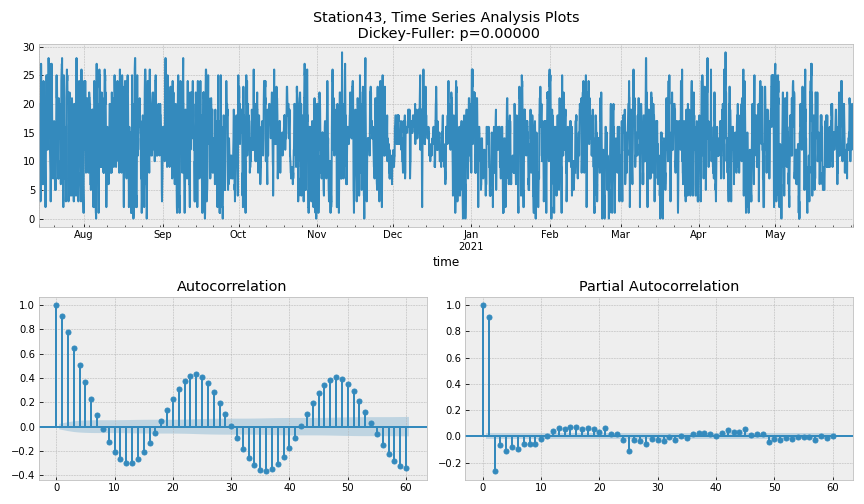 Station43, Time Series Analysis Plots
Dickey-Fuller: p=0.00000
30
25
20
15
10
5
0
Aug Sep Oct Nov Dec Jan Feb Mar Apr May
2021
time
Autocorrelation Partial Autocorrelation
1.0 1.0
0.8 0.8
0.6 0.6
0.4 0.4
0.2 0.2
0.0 0.0
−0.2 −0.2
−0.4
0 10 20 30 40 50 60 0 10 20 30 40 50 60